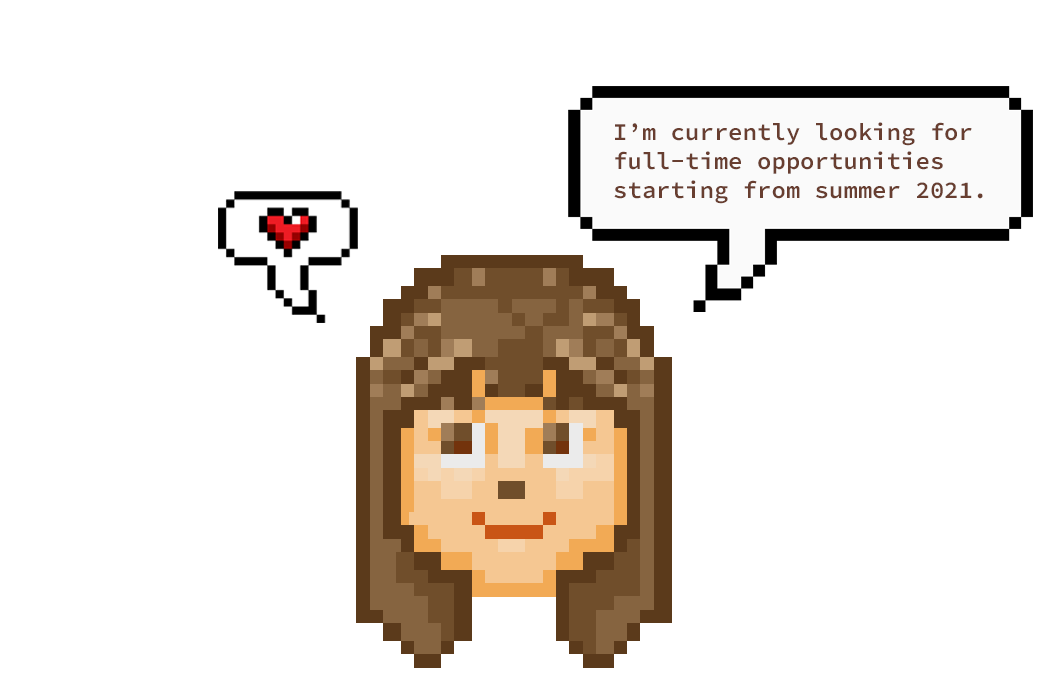 I’m currently looking for
full-time opportunities
starting from summer 2021.